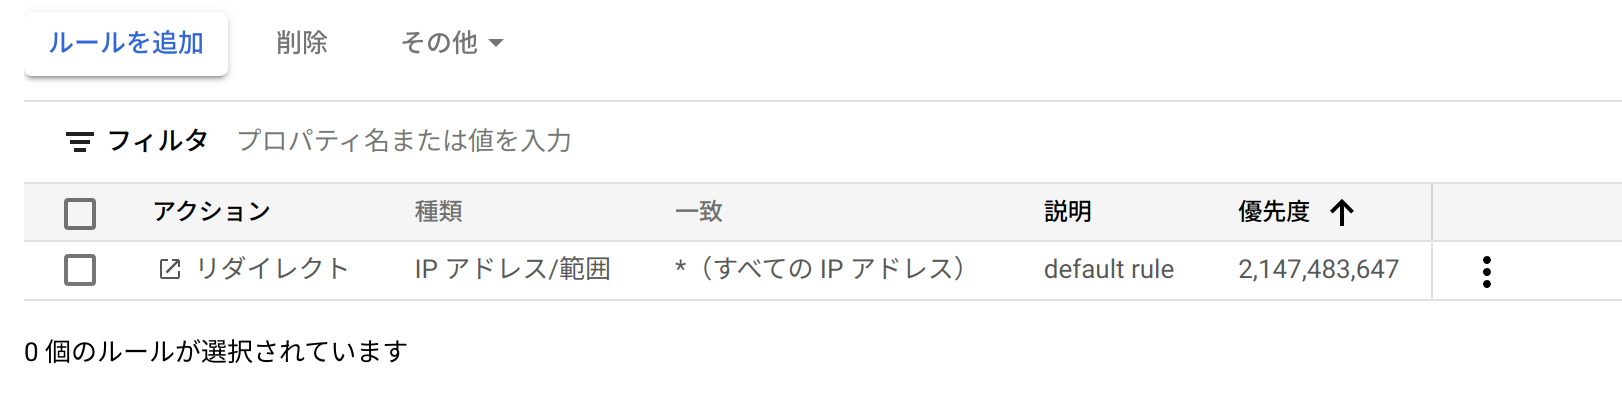 ルールを追加 削除 その他
フィルタ プロパティ名または値を入力
アクション 種類 一致 説明 優先度
リダイレクト IP アドレス/範囲 *（すべての IP アドレス） default rule 2,147,483,647
0 個のルールが選択されています